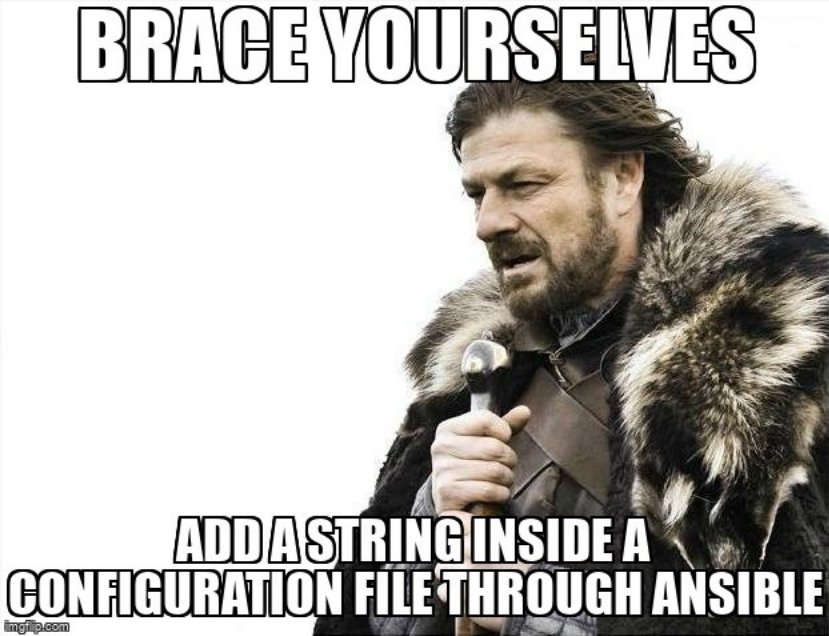 BRACE YOURSELVES
ADD A STRING INSIDE A
CONFIGURATION FILE THROUGH ANSIBLE
imgflip.com